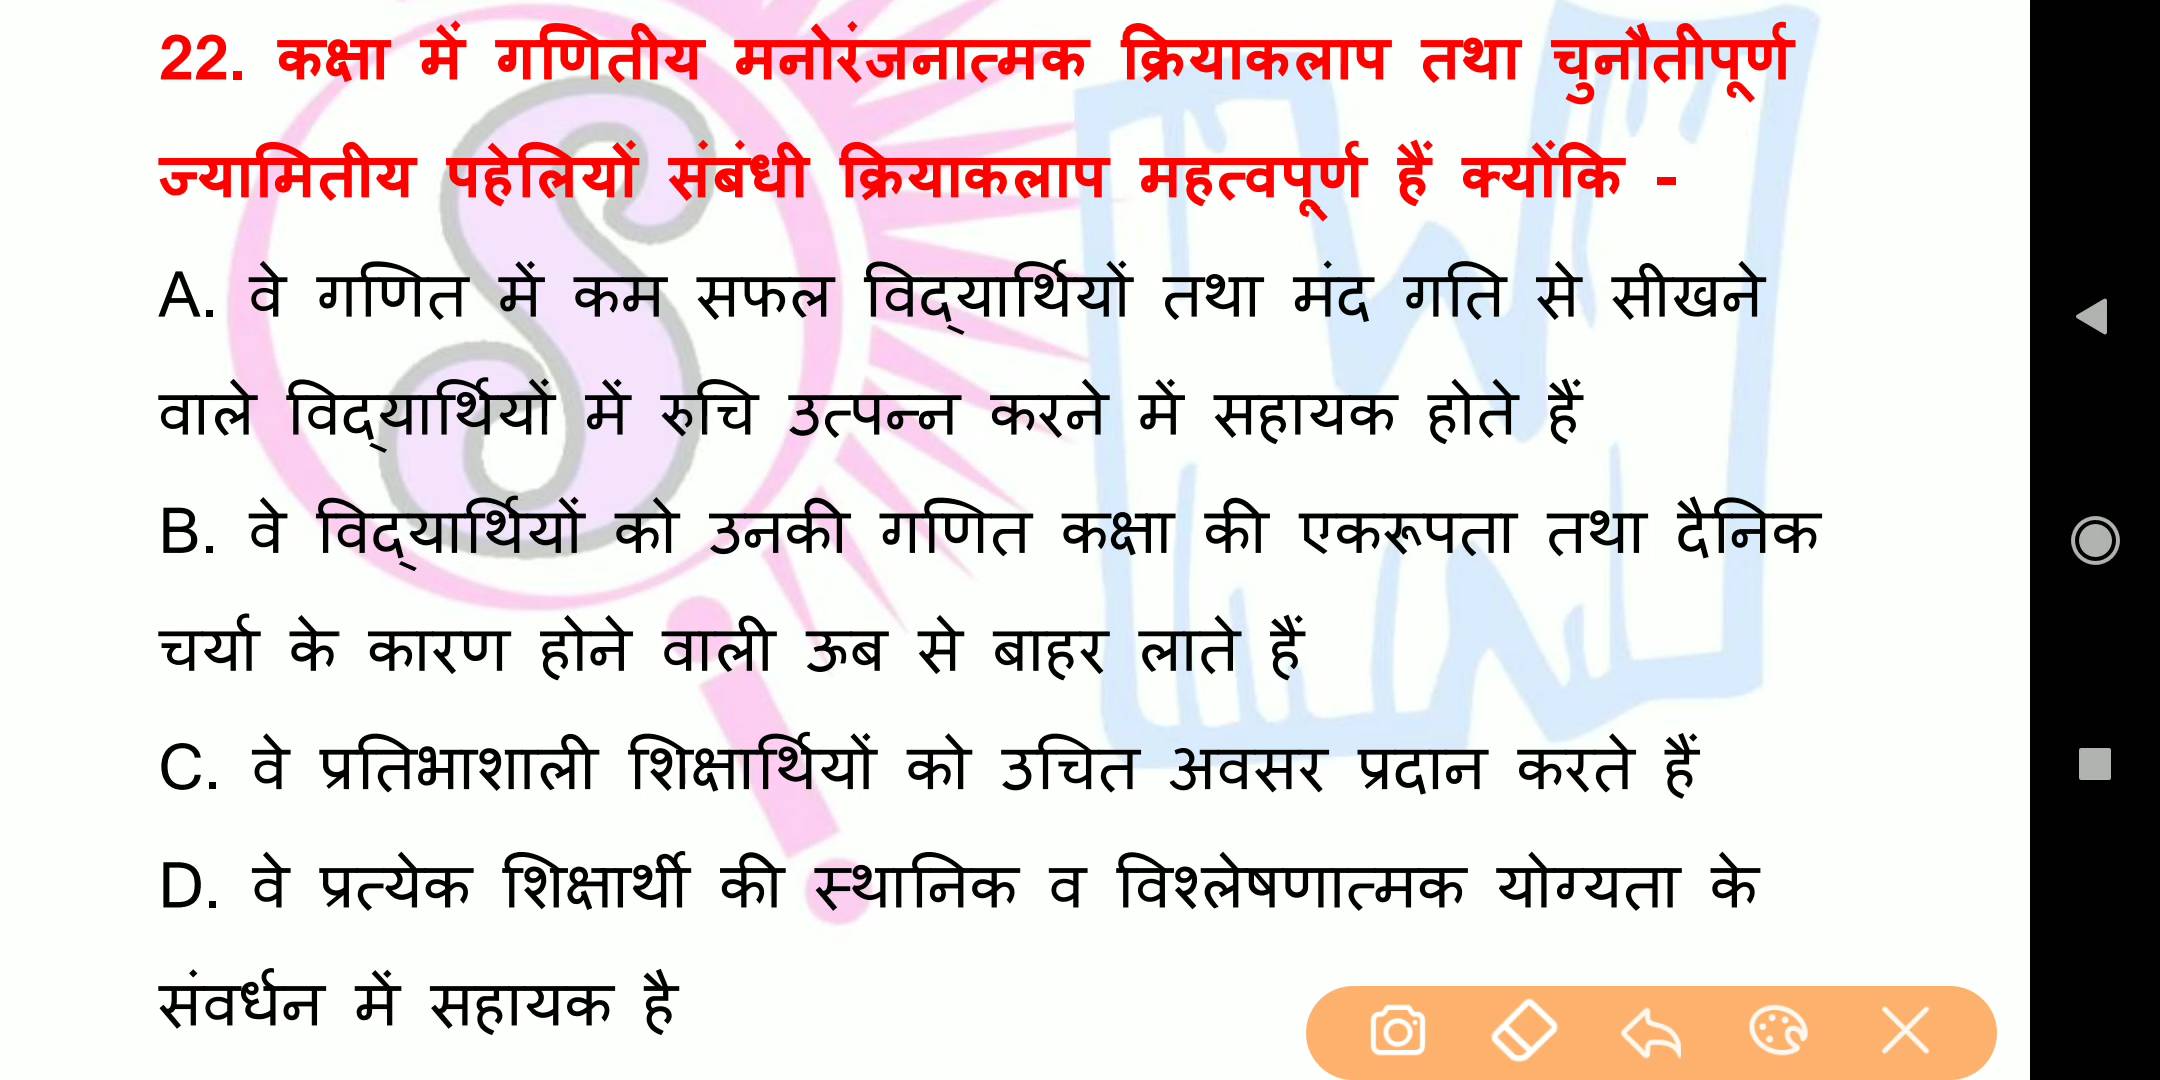 22. कक्षा में गणितीय मनोरंजनात्मक क्रियाकलाप तथा चुनौतीपूर्ण
ज्यामितीय पहेलियों संबंधी क्रियाकलाप महत्वपूर्ण हैं क्योंकि -
A. वे गणित में कम सफल विद्‌यार्थियों तथा मंद गति से सीखने
वाले विद्‌यार्थियों में रुचि उत्पन्न करने में सहायक होते हैं
B. वे विद्‌यार्थियों को उनकी गणित कक्षा की एकरूपता तथा दैनिक
चर्या के कारण होने वाली ऊब से बाहर लाते हैं
C. वे प्रतिभाशाली शिक्षार्थियों को उचित अवसर प्रदान करते हैं
D. वे प्रत्येक शिक्षार्थी की स्थानिक व विश्लेषणात्मक योग्यता के
संवर्धन में सहायक है